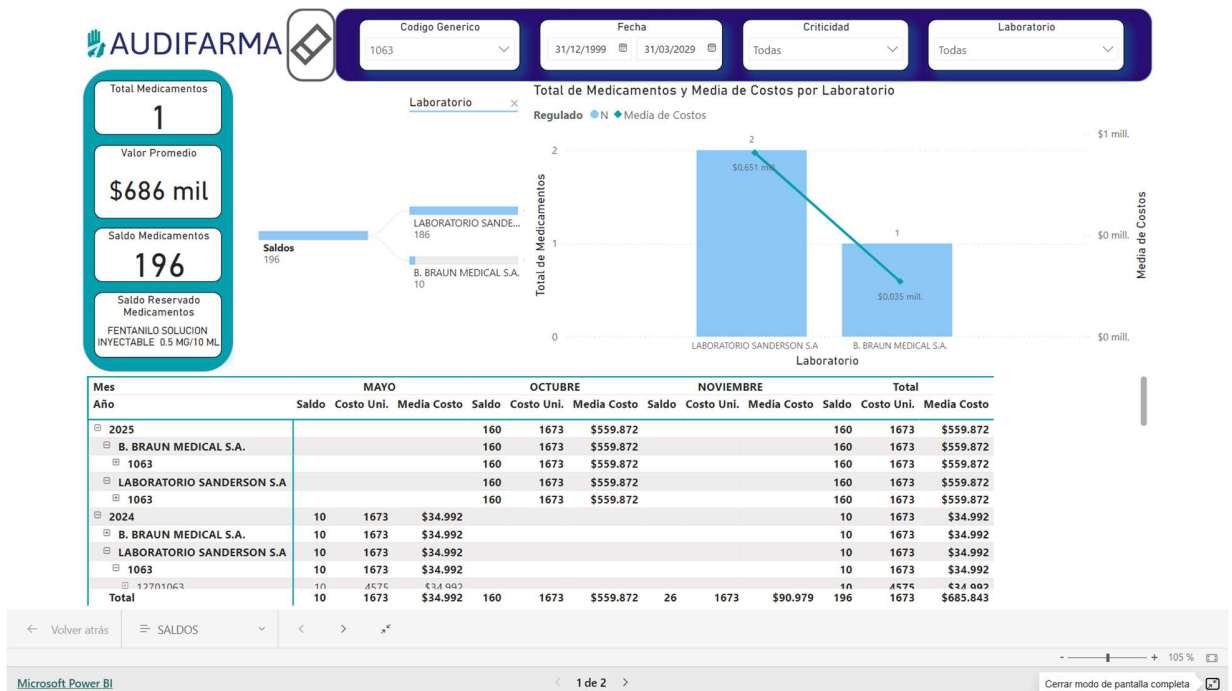 AUDIFARMA
Codigo Generico
1063
Fecha
31/12/1999 31/03/2029
Criticidad
Todas
Laboratorio
Todas
Total Medicamentos
1
Valor Promedio
$686 mil
Saldo Medicamentos
196
Saldo Reservado
Medicamentos
FENTANILO SOLUCION
INYECTABLE 0.5 MG/10 ML
Laboratorio
Saldos
196
LABORATORIO SANDE...
186
B. BRAUN MEDICAL S.A.
10
Total de Medicamentos y Media de Costos por Laboratorio
Regulado N Media de Costos
Total de Medicamentos
2
1
0
2
$0.651 mill.
1
$0.035 mill.
$1 mill.
$0 mill.
$0 mill.
Media de Costos
LABORATORIO SANDERSON S.A B. BRAUN MEDICAL S.A.
Laboratorio
Mes MAYO OCTUBRE NOVIEMBRE Total
Año Saldo Costo Uni. Media Costo Saldo Costo Uni. Media Costo Saldo Costo Uni. Media Costo Saldo Costo Uni. Media Costo
2025 160 1673 $559.872 160 1673 $559.872
B. BRAUN MEDICAL S.A. 160 1673 $559.872 160 1673 $559.872
1063 160 1673 $559.872 160 1673 $559.872
LABORATORIO SANDERSON S.A 160 1673 $559.872 160 1673 $559.872
1063 160 1673 $559.872 160 1673 $559.872
2024 10 1673 $34.992 10 1673 $34.992
B. BRAUN MEDICAL S.A. 10 1673 $34.992 10 1673 $34.992
LABORATORIO SANDERSON S.A 10 1673 $34.992 10 1673 $34.992
1063 10 1673 $34.992 10 1673 $34.992
12701063 10 4575 $34.992 10 4575 $34.992
Total 10 1673 $34.992 160 1673 $559.872 26 1673 $90.979 196 1673 $685.843
Volver atrás SALDOS
- + 105 %
Microsoft Power BI
1 de 2
Cerrar modo de pantalla completa